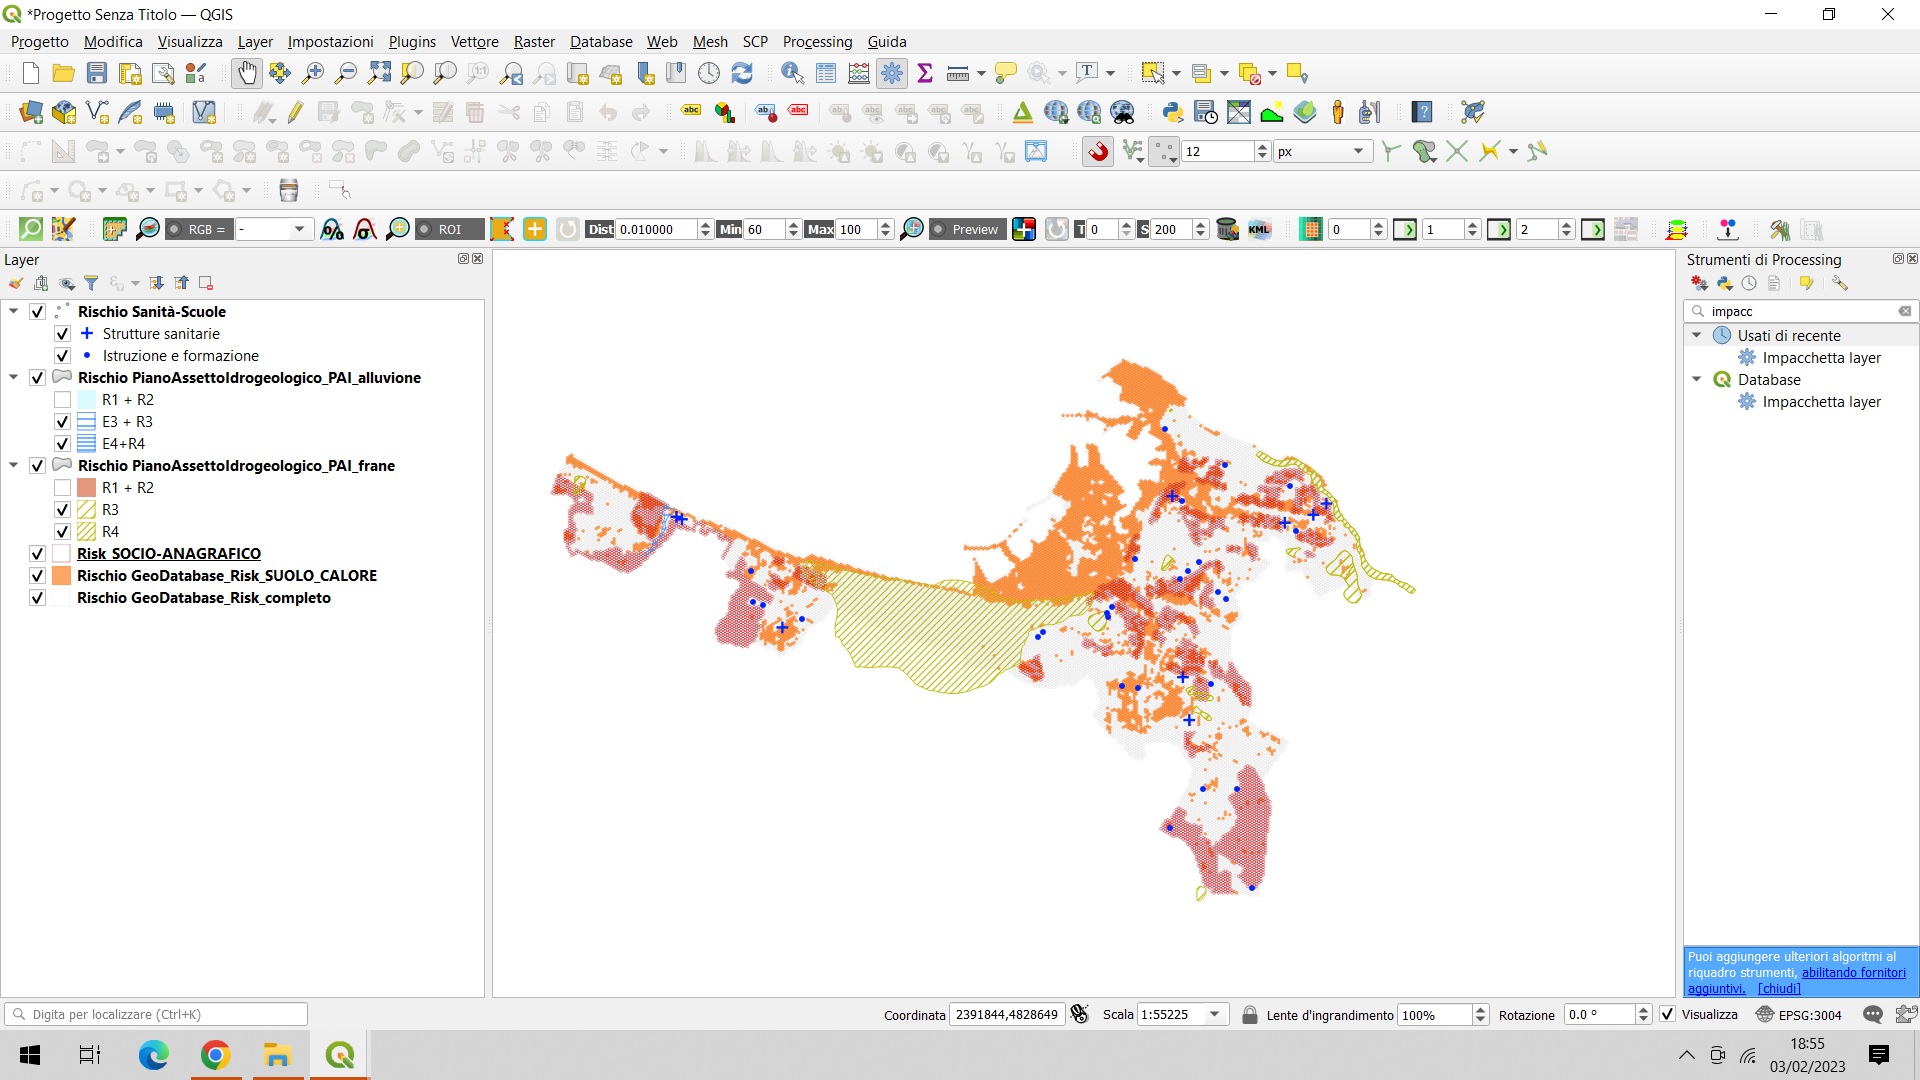 *Progetto Senza Titolo — QGIS
Progetto Modifica Visualizza Layer Impostazioni Plugins Vettore Raster Database Web Mesh SCP Processing Guida
12 px
RGB = - ROI Dist 0.010000 Min 60 Max 100 Preview T 0 S 200 KML 0 1 2
Layer
Rischio Sanità-Scuole
Strutture sanitarie
Istruzione e formazione
Rischio PianoAssettoIdrogeologico_PAI_alluvione
R1 + R2
E3 + R3
E4+R4
Rischio PianoAssettoIdrogeologico_PAI_frane
R1 + R2
R3
R4
Risk SOCIO-ANAGRAFICO
Rischio GeoDatabase_Risk_SUOLO_CALORE
Rischio GeoDatabase_Risk_completo
Strumenti di Processing
impacc
Usati di recente
Impacchetta layer
Database
Impacchetta layer
Puoi aggiungere ulteriori algoritmi al
riquadro strumenti, abilitando fornitori
aggiuntivi. [chiudi]
Digita per localizzare (Ctrl+K)
Coordinata 2391844,4828649 Scala 1:55225 Lente d'ingrandimento 100% Rotazione 0.0 ° Visualizza EPSG:3004
18:55
03/02/2023